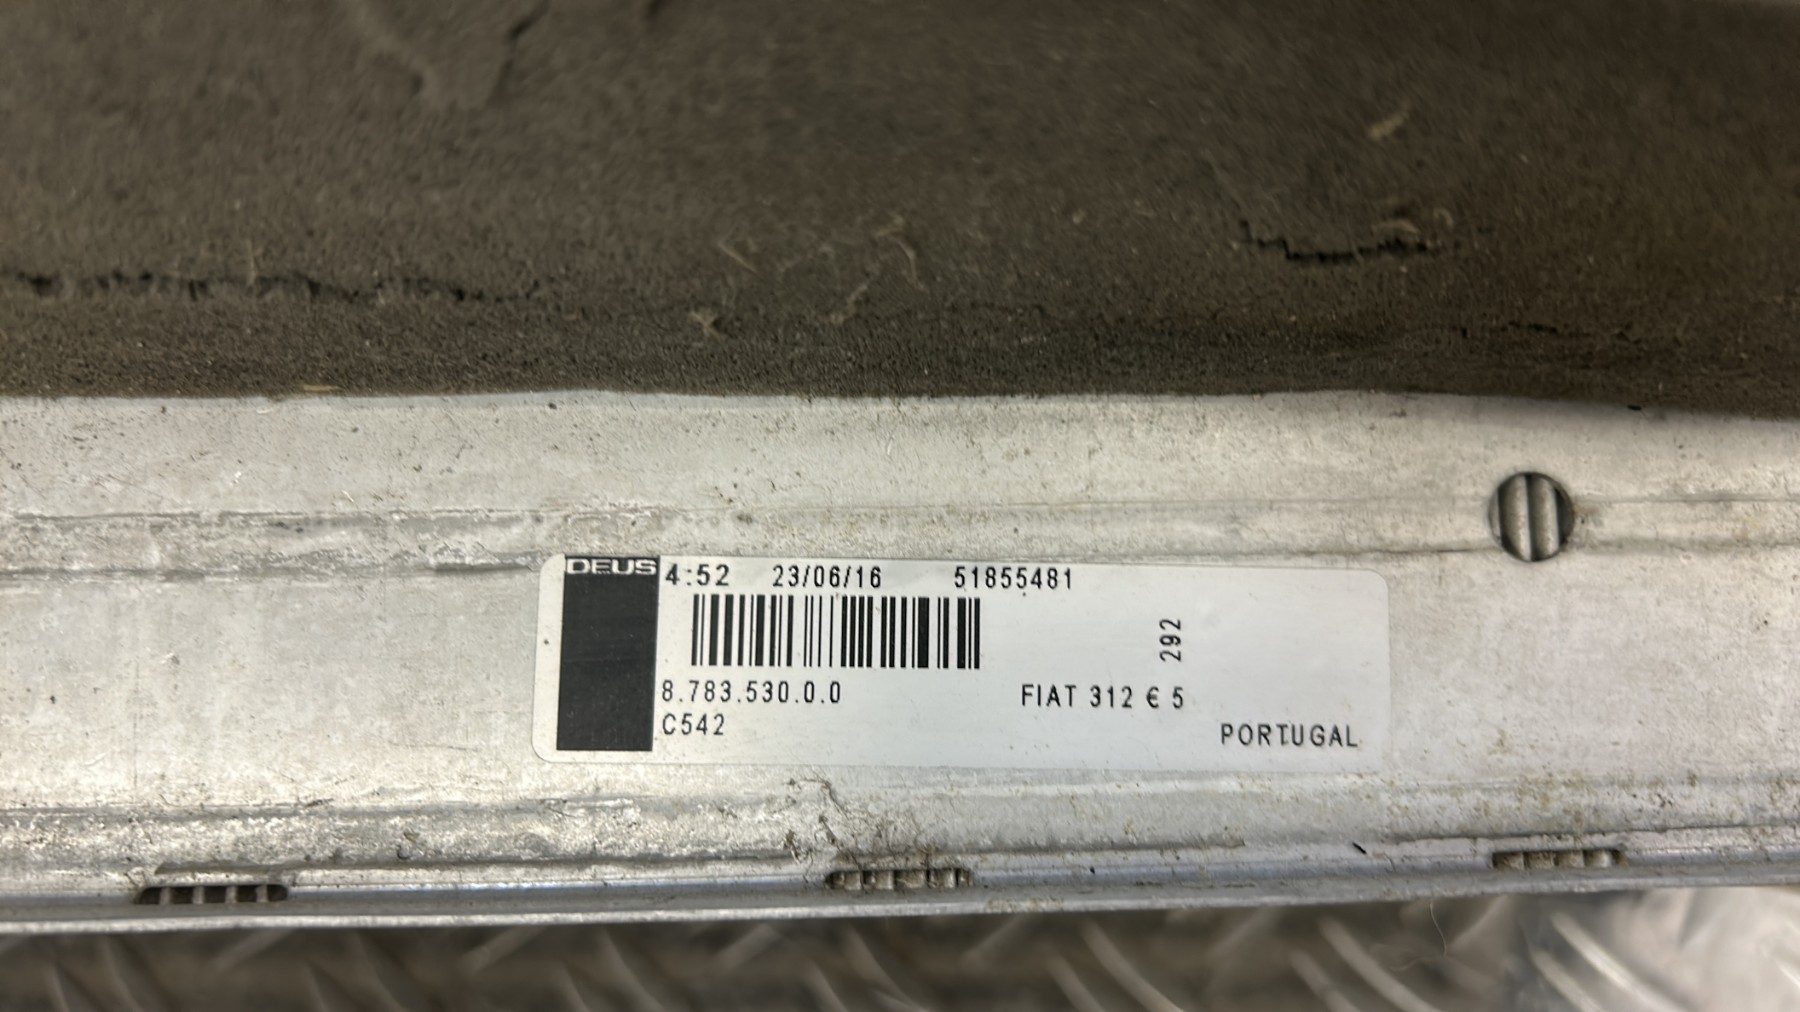 DEUS 4:52 23/06/16 51855481
292
8.783.530.0.0 FIAT 312 € 5
C542
PORTUGAL